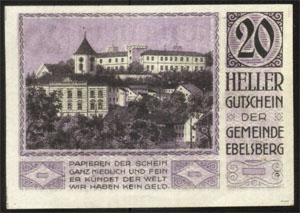 20
HELLER
GUTSCHEIN
DER
GEMEINDE
EBELSBERG
PAPIEREN DER SCHEIN
GANZ NIEDLICH UND FEIN
ER KÜNDET DER WELT
WIR HABEN KEIN GELD.